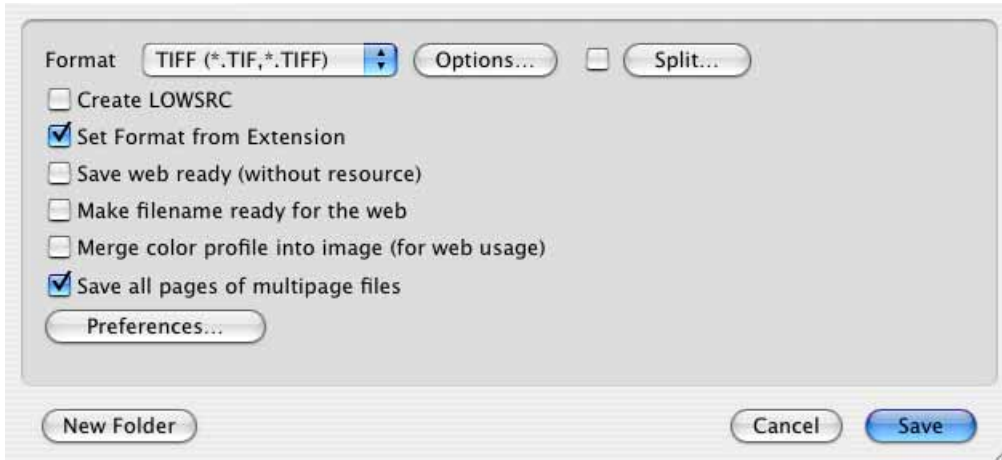 Format TIFF (*.TIF,*.TIFF) Options... Split...
Create LOWSRC
Set Format from Extension
Save web ready (without resource)
Make filename ready for the web
Merge color profile into image (for web usage)
Save all pages of multipage files
Preferences...
New Folder Cancel Save